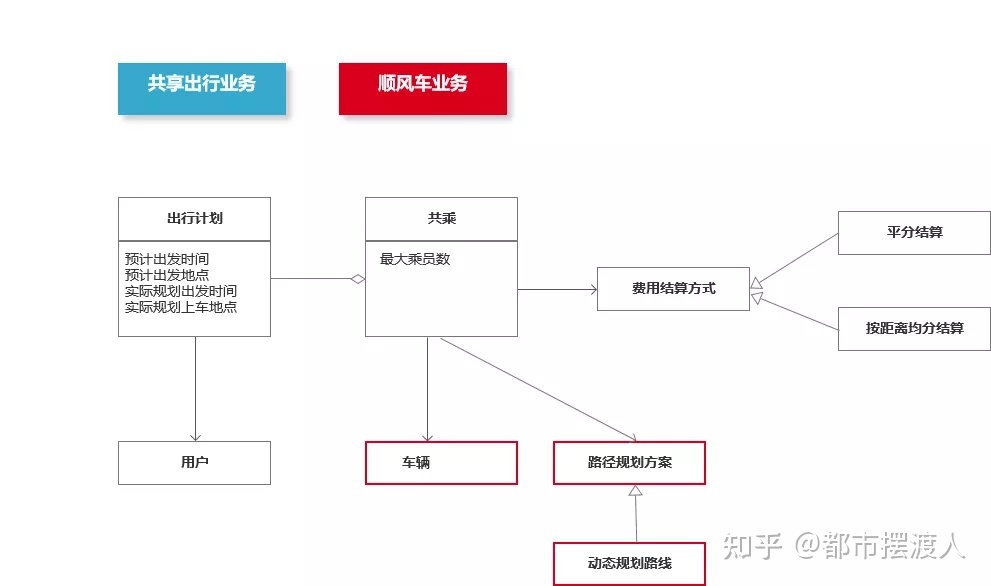 共享出行业务
顺风车业务
出行计划
预计出发时间
预计出发地点
实际规划出发时间
实际规划上车地点
共乘
最大乘员数
费用结算方式
平分结算
按距离均分结算
用户
车辆
路径规划方案
动态规划路线
知乎 @都市摆渡人